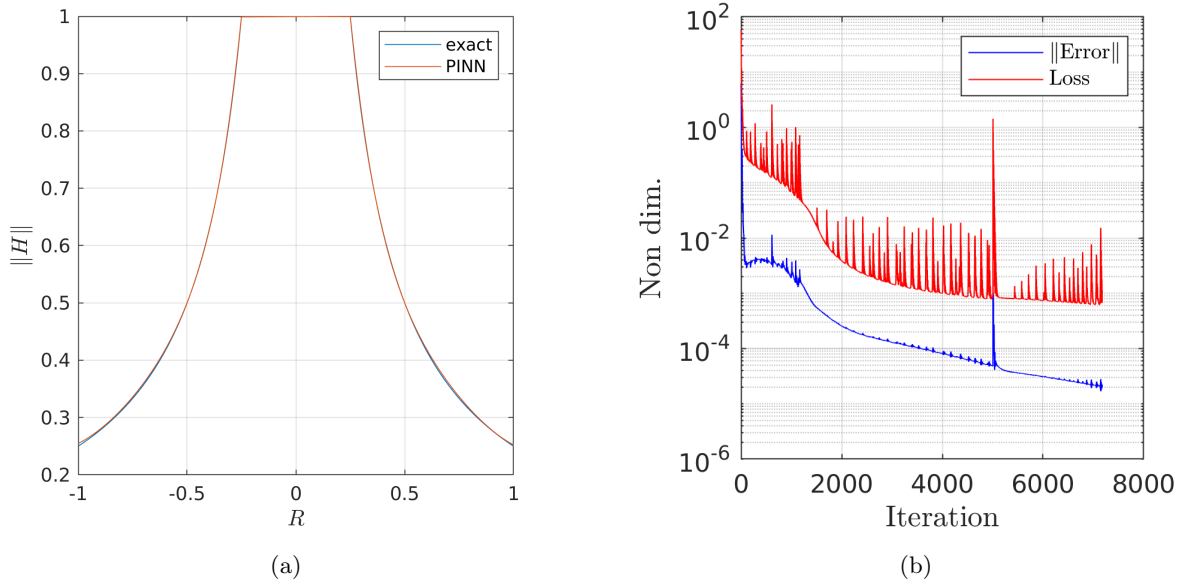 1
0.9
0.8
0.7
0.6
0.5
0.4
0.3
0.2
-1
-0.5
0
0.5
1
‖H‖
R
exact
PINN
(a)
10^2
10^0
10^-2
10^-4
10^-6
0
2000
4000
6000
8000
Non dim.
Iteration
‖Error‖
Loss
(b)